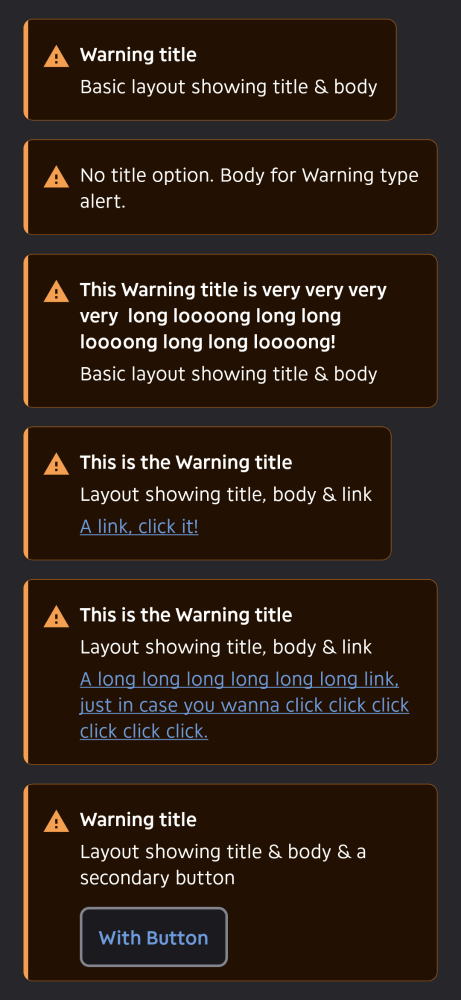 Warning title
Basic layout showing title & body
No title option. Body for Warning type
alert.
This Warning title is very very very
very  long loooong long long
loooong long long loooong!
Basic layout showing title & body
This is the Warning title
Layout showing title, body & link
A link, click it!
This is the Warning title
Layout showing title, body & link
A long long long long long long link,
just in case you wanna click click click
click click click.
Warning title
Layout showing title & body & a
secondary button
With Button